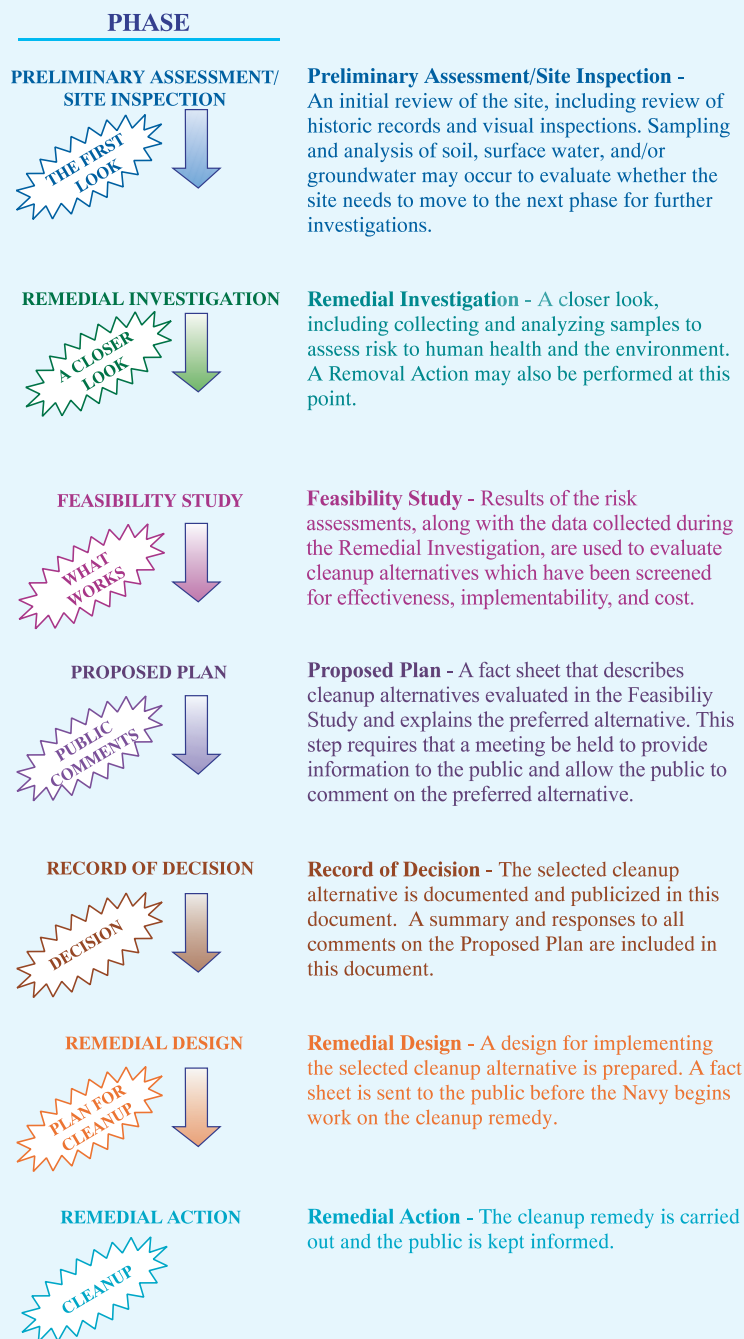 PHASE
PRELIMINARY ASSESSMENT/
SITE INSPECTION
THE FIRST
LOOK
Preliminary Assessment/Site Inspection -
An initial review of the site, including review of
historic records and visual inspections. Sampling
and analysis of soil, surface water, and/or
groundwater may occur to evaluate whether the
site needs to move to the next phase for further
investigations.
REMEDIAL INVESTIGATION
A CLOSER
LOOK
Remedial Investigation - A closer look,
including collecting and analyzing samples to
assess risk to human health and the environment.
A Removal Action may also be performed at this
point.
FEASIBILITY STUDY
WHAT
WORKS
Feasibility Study - Results of the risk
assessments, along with the data collected during
the Remedial Investigation, are used to evaluate
cleanup alternatives which have been screened
for effectiveness, implementability, and cost.
PROPOSED PLAN
PUBLIC
COMMENTS
Proposed Plan - A fact sheet that describes
cleanup alternatives evaluated in the Feasibiliy
Study and explains the preferred alternative. This
step requires that a meeting be held to provide
information to the public and allow the public to
comment on the preferred alternative.
RECORD OF DECISION
DECISION
Record of Decision - The selected cleanup
alternative is documented and publicized in this
document. A summary and responses to all
comments on the Proposed Plan are included in
this document.
REMEDIAL DESIGN
PLAN FOR
CLEANUP
Remedial Design - A design for implementing
the selected cleanup alternative is prepared. A fact
sheet is sent to the public before the Navy begins
work on the cleanup remedy.
REMEDIAL ACTION
CLEANUP
Remedial Action - The cleanup remedy is carried
out and the public is kept informed.